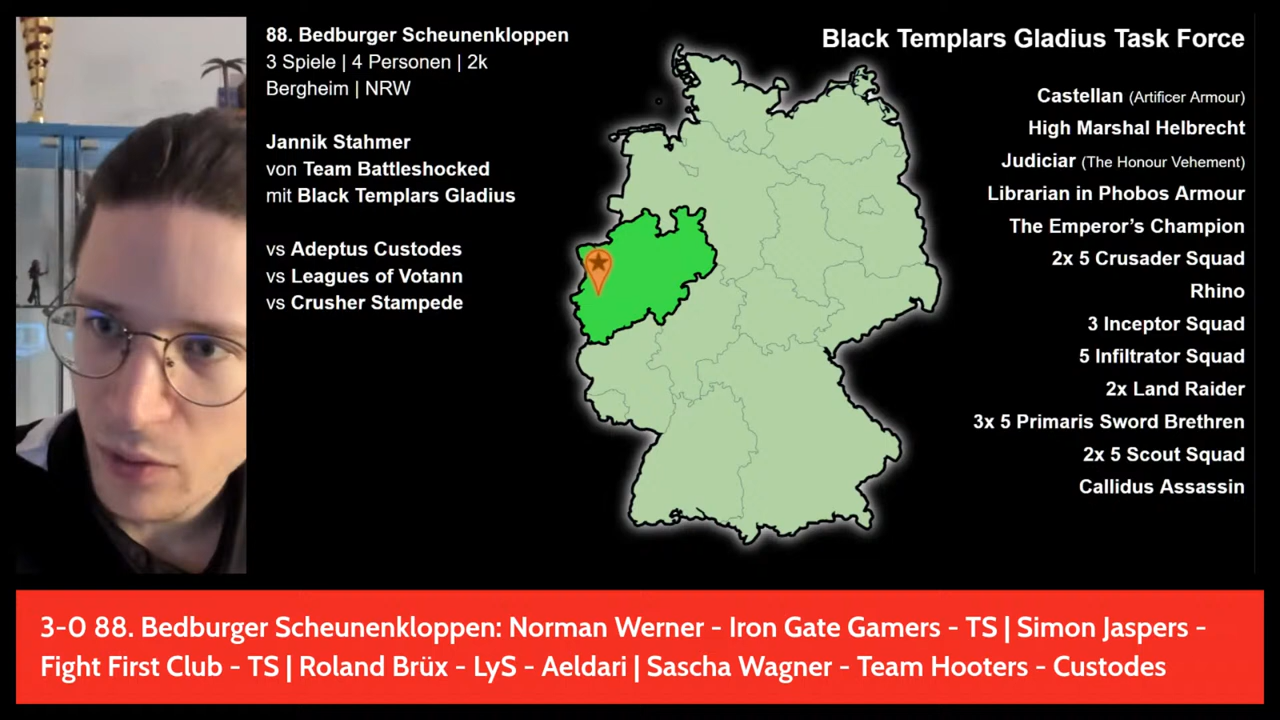 88. Bedburger Scheunenkloppen
3 Spiele | 4 Personen | 2k
Bergheim | NRW
Jannik Stahmer
von Team Battleshocked
mit Black Templars Gladius
vs Adeptus Custodes
vs Leagues of Votann
vs Crusher Stampede
Black Templars Gladius Task Force
Castellan (Artificer Armour)
High Marshal Helbrecht
Judiciar (The Honour Vehement)
Librarian in Phobos Armour
The Emperor’s Champion
2x 5 Crusader Squad
Rhino
3 Inceptor Squad
5 Infiltrator Squad
2x Land Raider
3x 5 Primaris Sword Brethren
2x 5 Scout Squad
Callidus Assassin
3-0 88. Bedburger Scheunenkloppen: Norman Werner - Iron Gate Gamers - TS | Simon Jaspers -
Fight First Club - TS | Roland Brüx - LyS - Aeldari | Sascha Wagner - Team Hooters - Custodes